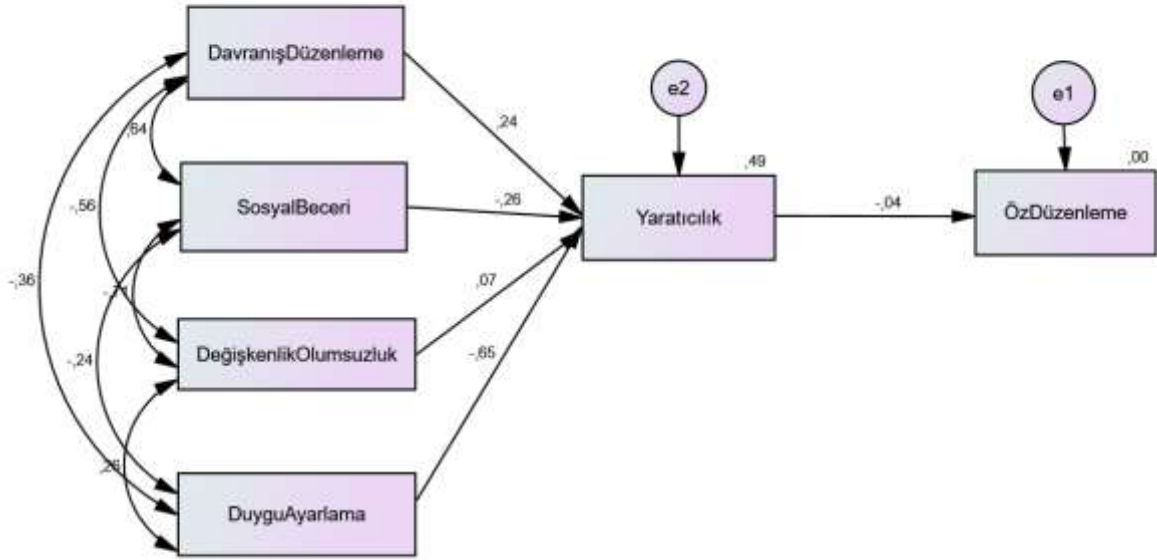 DavranışDüzenleme
e2
e1
,64
,24
,49
,00
SosyalBeceri
-,26
Yaratıcılık
-,04
ÖzDüzenleme
-,56
-,36
,07
-,24
DeğişkenlikOlumsuzluk
-,65
DuyguAyarlama